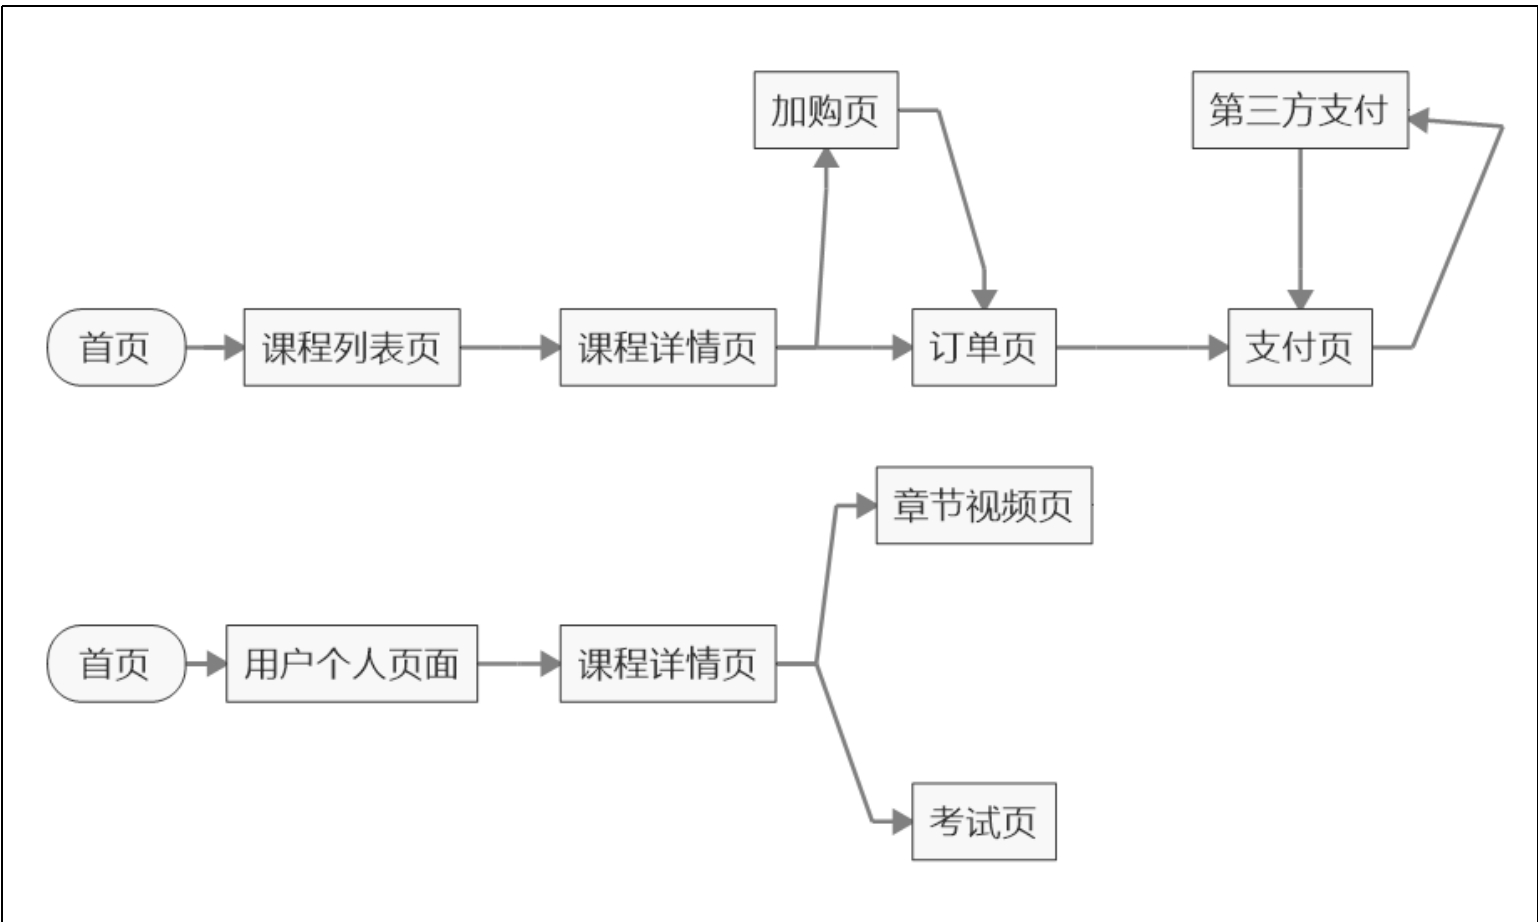 加购页
第三方支付
首页
课程列表页
课程详情页
订单页
支付页
章节视频页
首页
用户个人页面
课程详情页
考试页